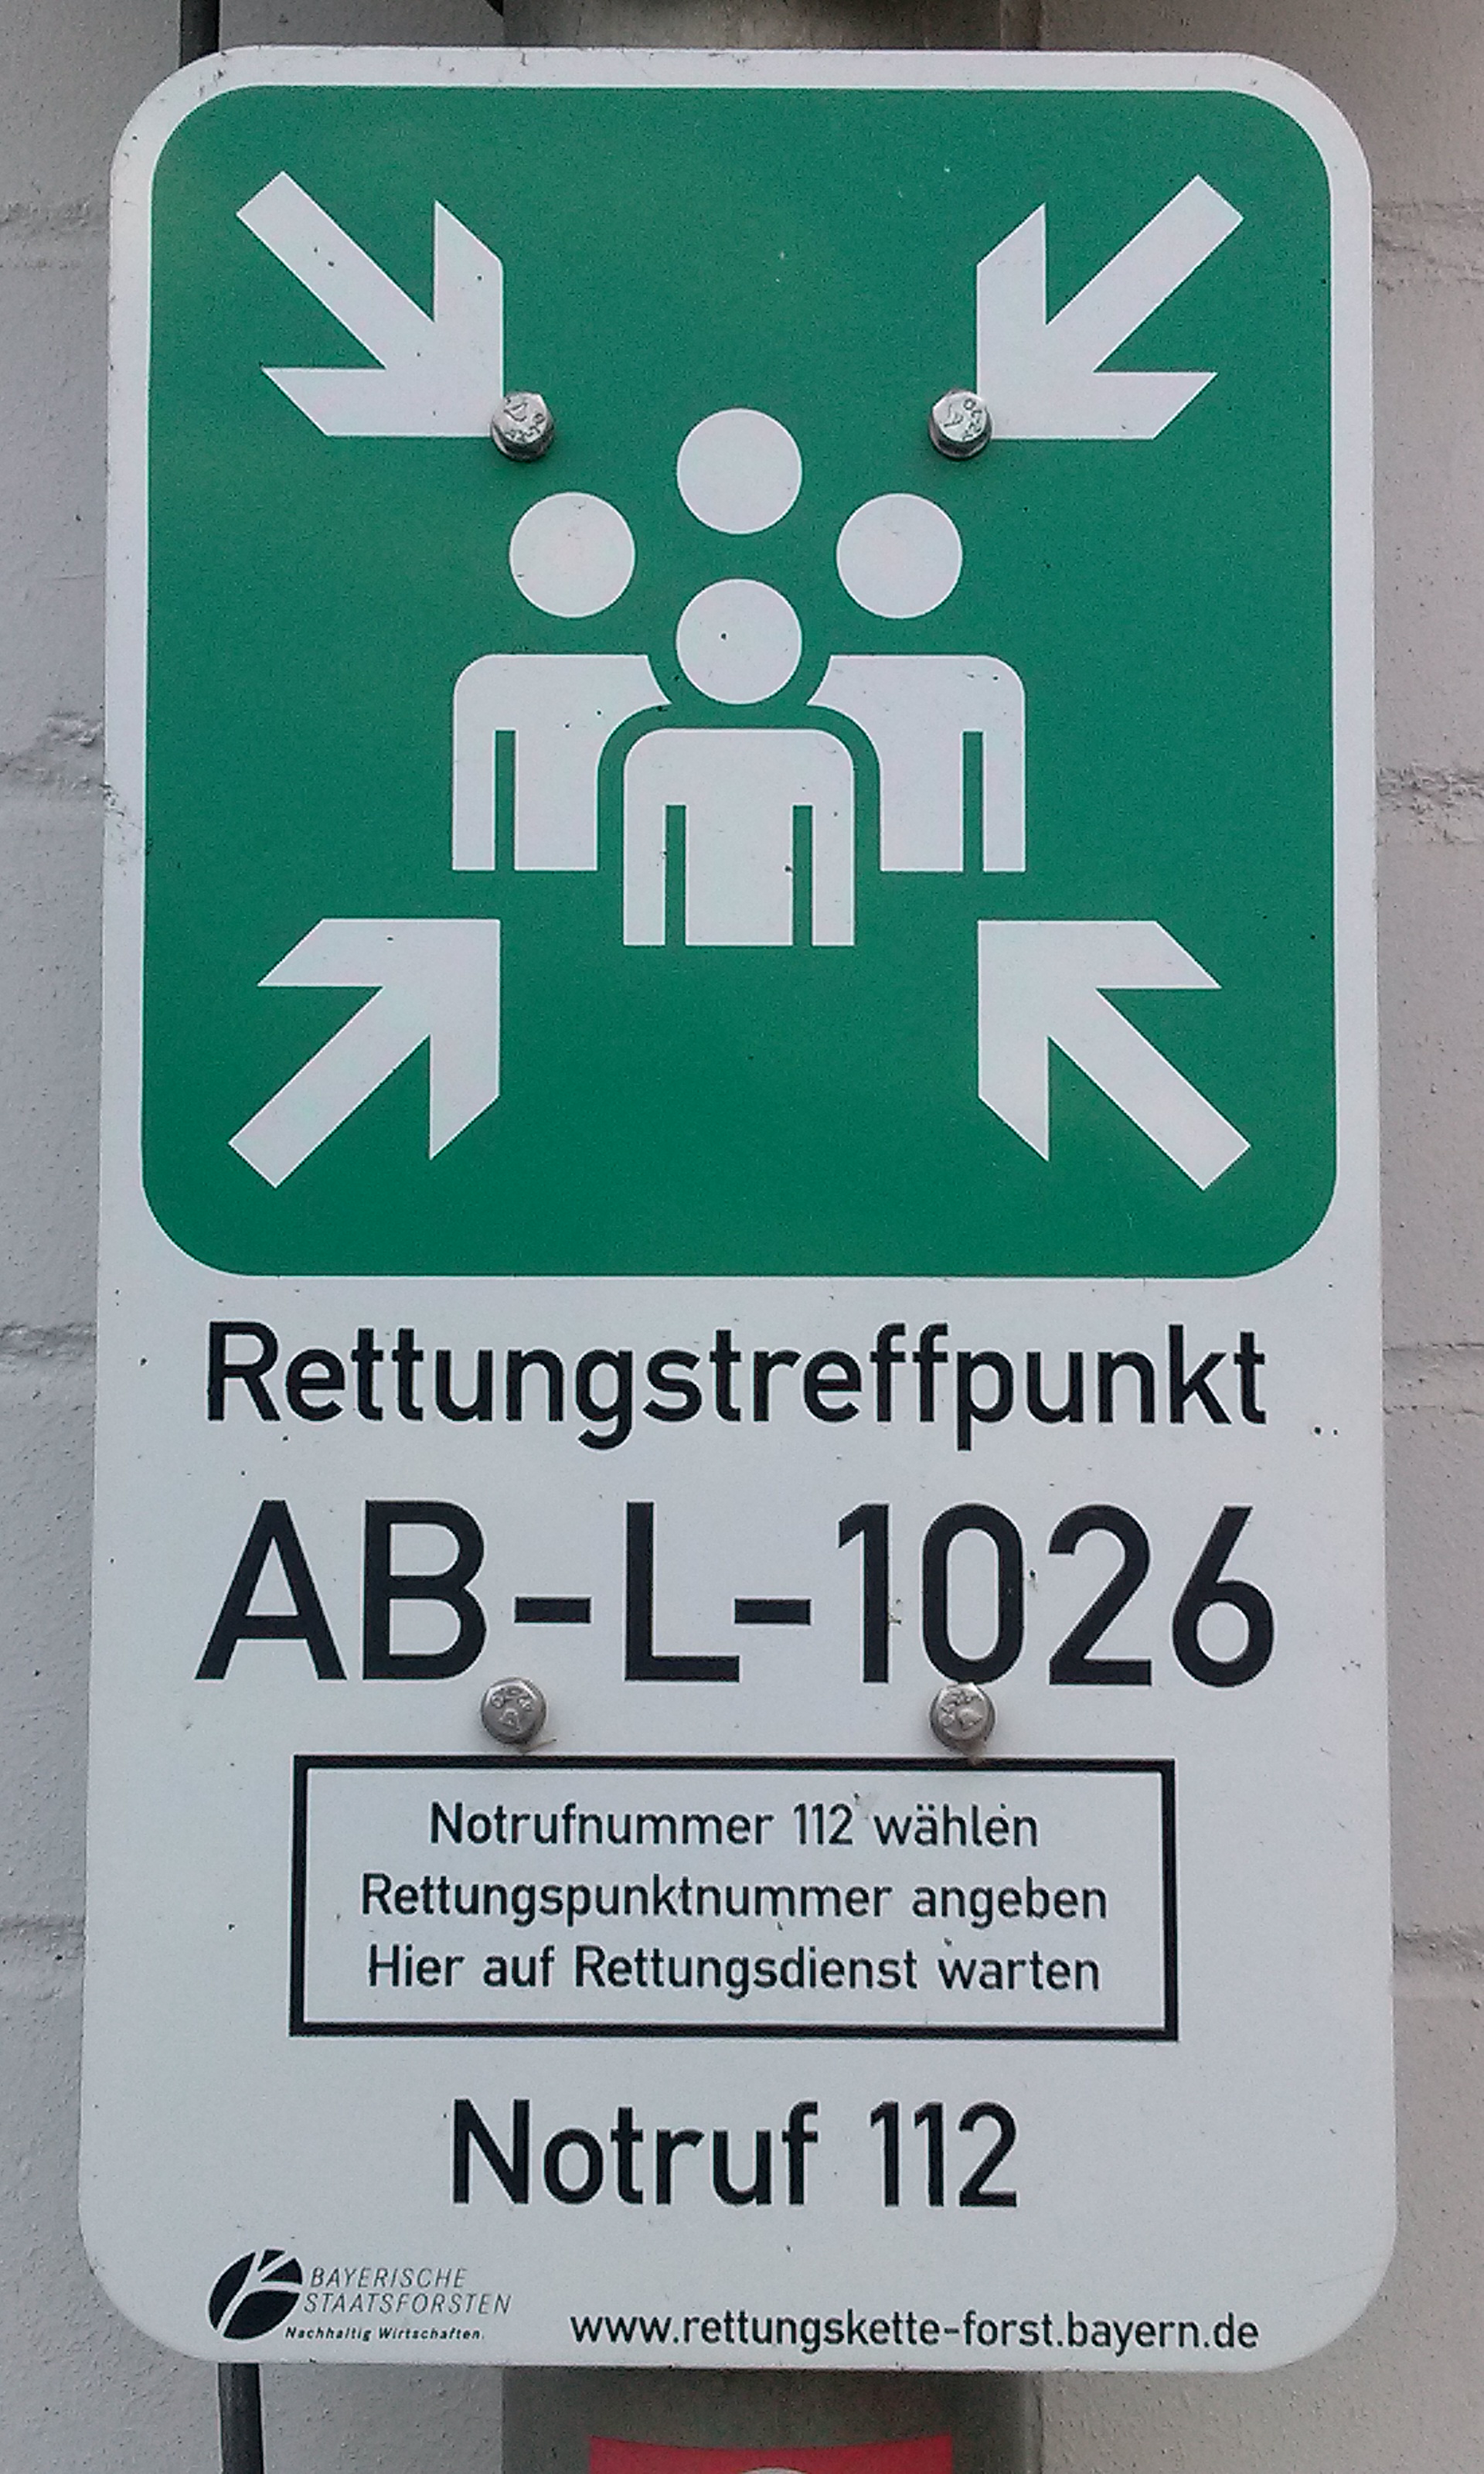 Rettungstreffpunkt
AB-L-1026
Notrufnummer 112 wählen
Rettungspunktnummer angeben
Hier auf Rettungsdienst warten
Notruf 112
BAYERISCHE
STAATSFORSTEN
Nachhaltig Wirtschaften.
www.rettungskette-forst.bayern.de